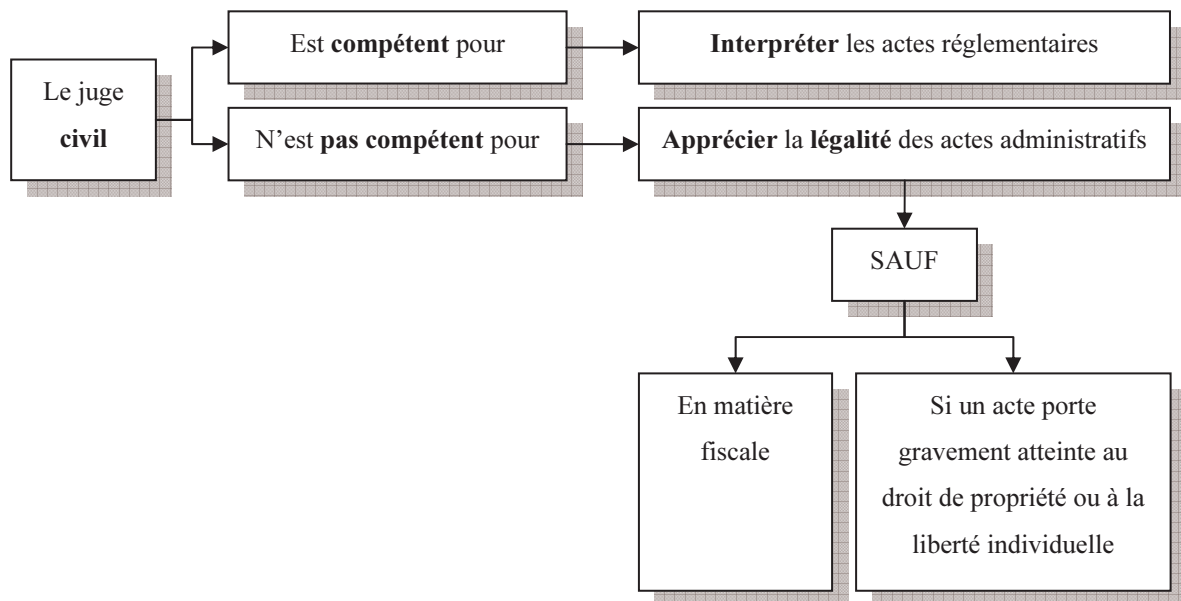 Le juge
civil
Est compétent pour
Interpréter les actes réglementaires
N’est pas compétent pour
Apprécier la légalité des actes administratifs
SAUF
En matière
fiscale
Si un acte porte
gravement atteinte au
droit de propriété ou à la
liberté individuelle